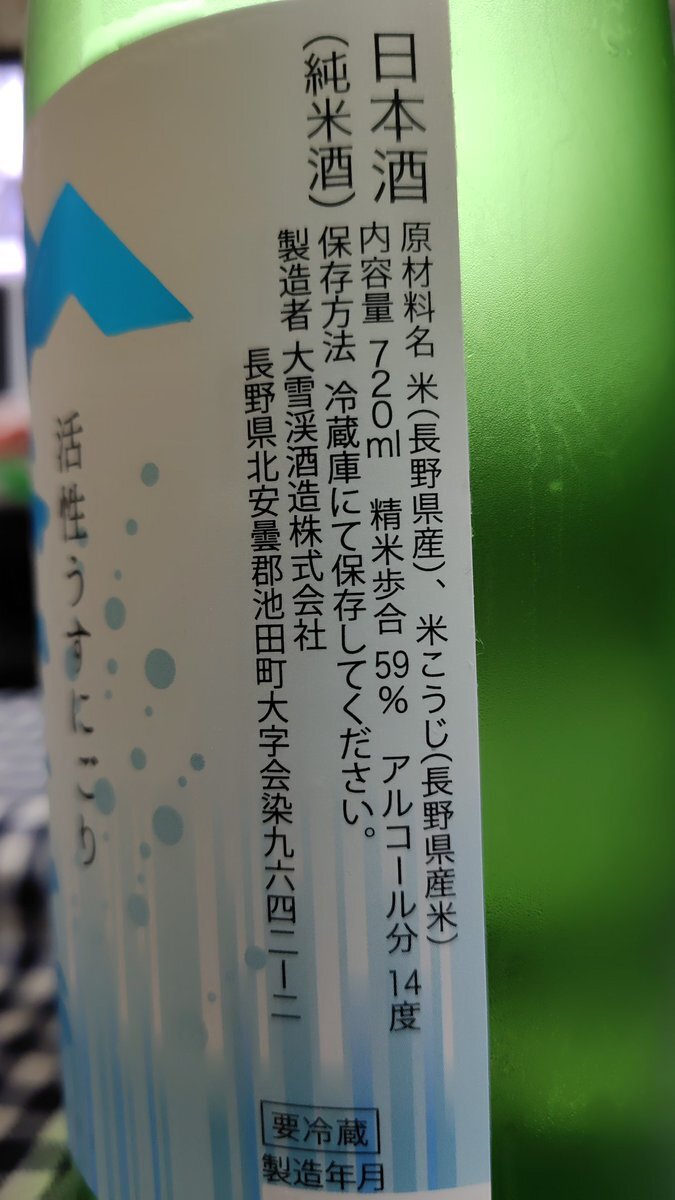 日本酒
(純米酒)
原材料名 米(長野県産)、米こうじ(長野県産米)
内容量 720ml 精米歩合 59% アルコール分 14度
保存方法 冷蔵庫にて保存してください。
製造者 大雪渓酒造株式会社
長野県北安曇郡池田町大字会染九六四二ー二
要冷蔵
製造年月
活性うすにごり